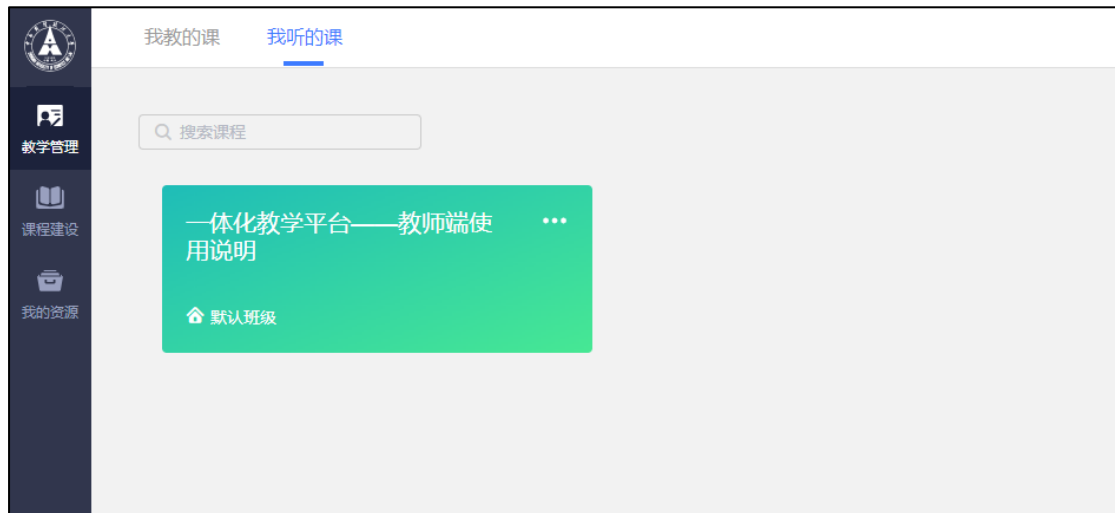 我教的课
我听的课
教学管理
搜索课程
一体化教学平台——教师端使
用说明
课程建设
我的资源
默认班级